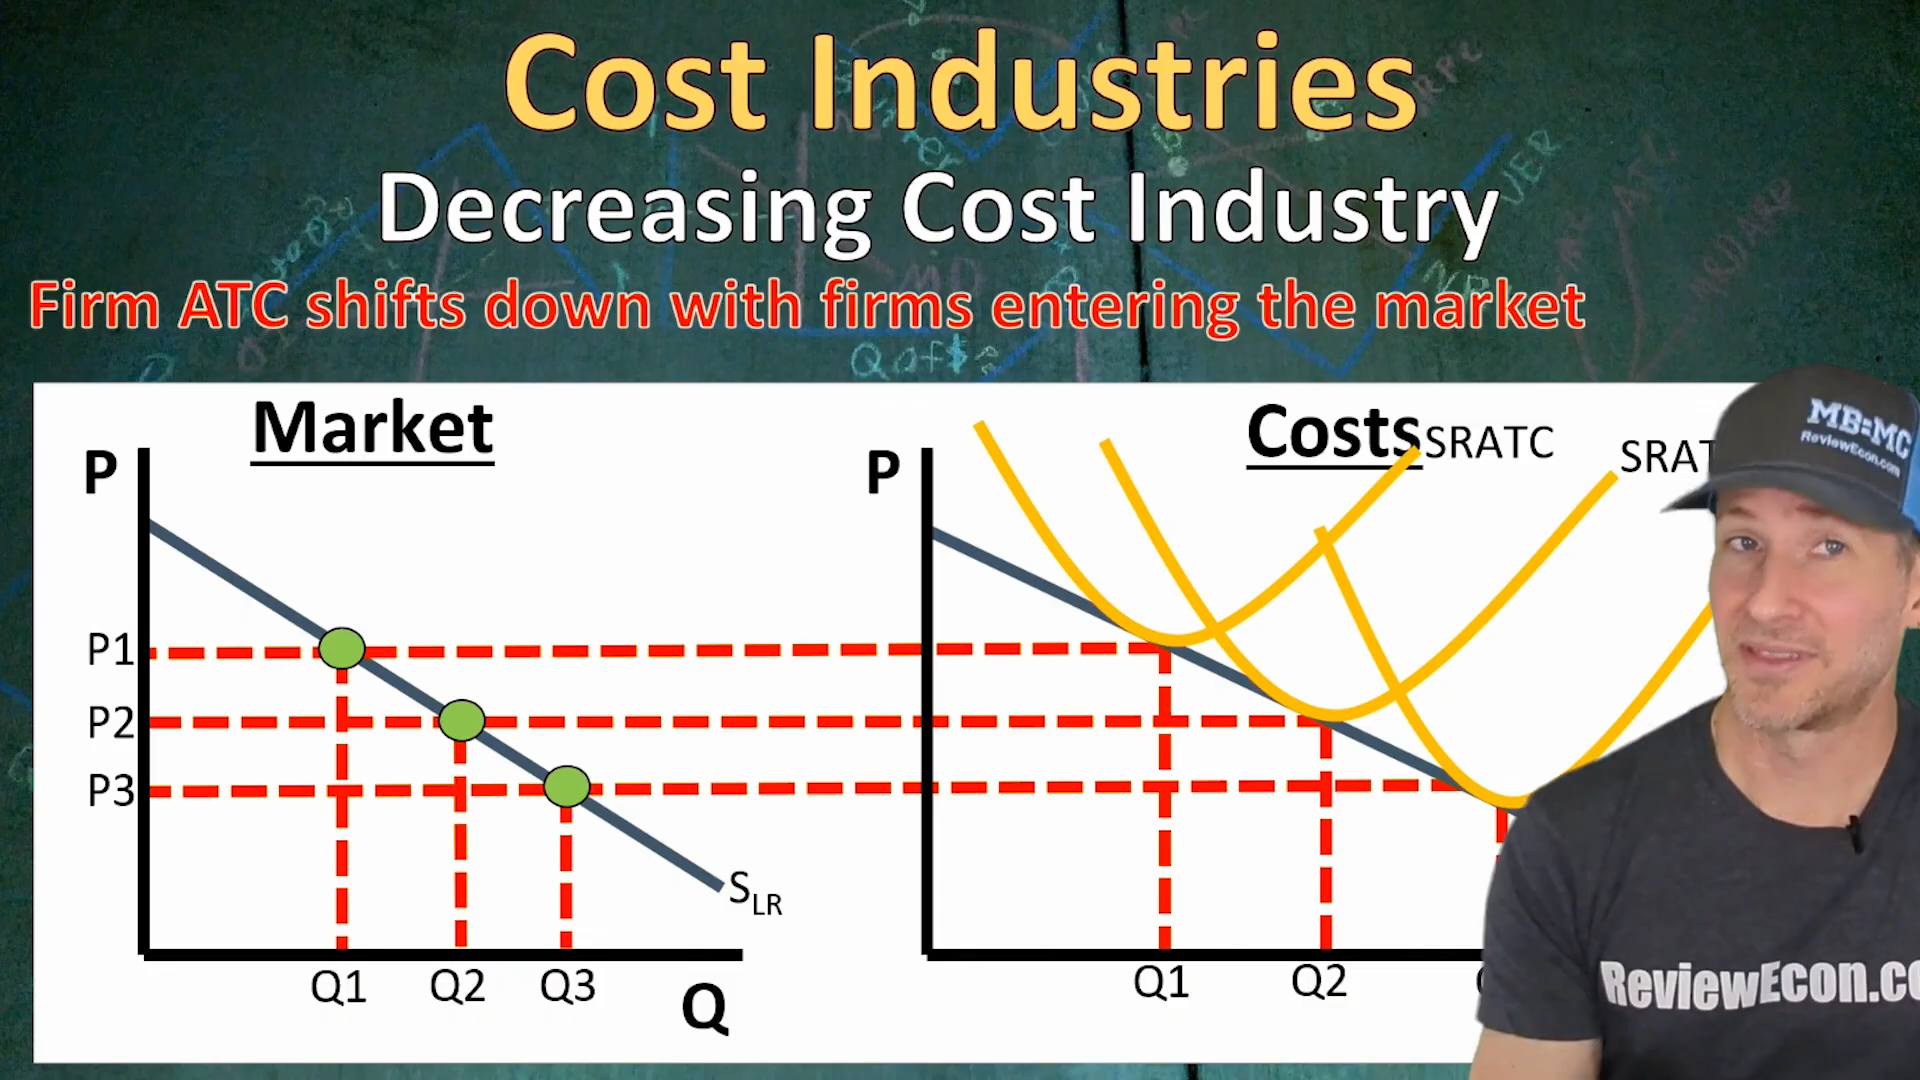 Cost Industries
Decreasing Cost Industry
Firm ATC shifts down with firms entering the market
Market
Costs
SRATC
P
P
P1
P2
P3
SLR
Q1
Q2
Q3
Q
Q1
Q2
MB=MC
ReviewEcon.com
ReviewEcon.co